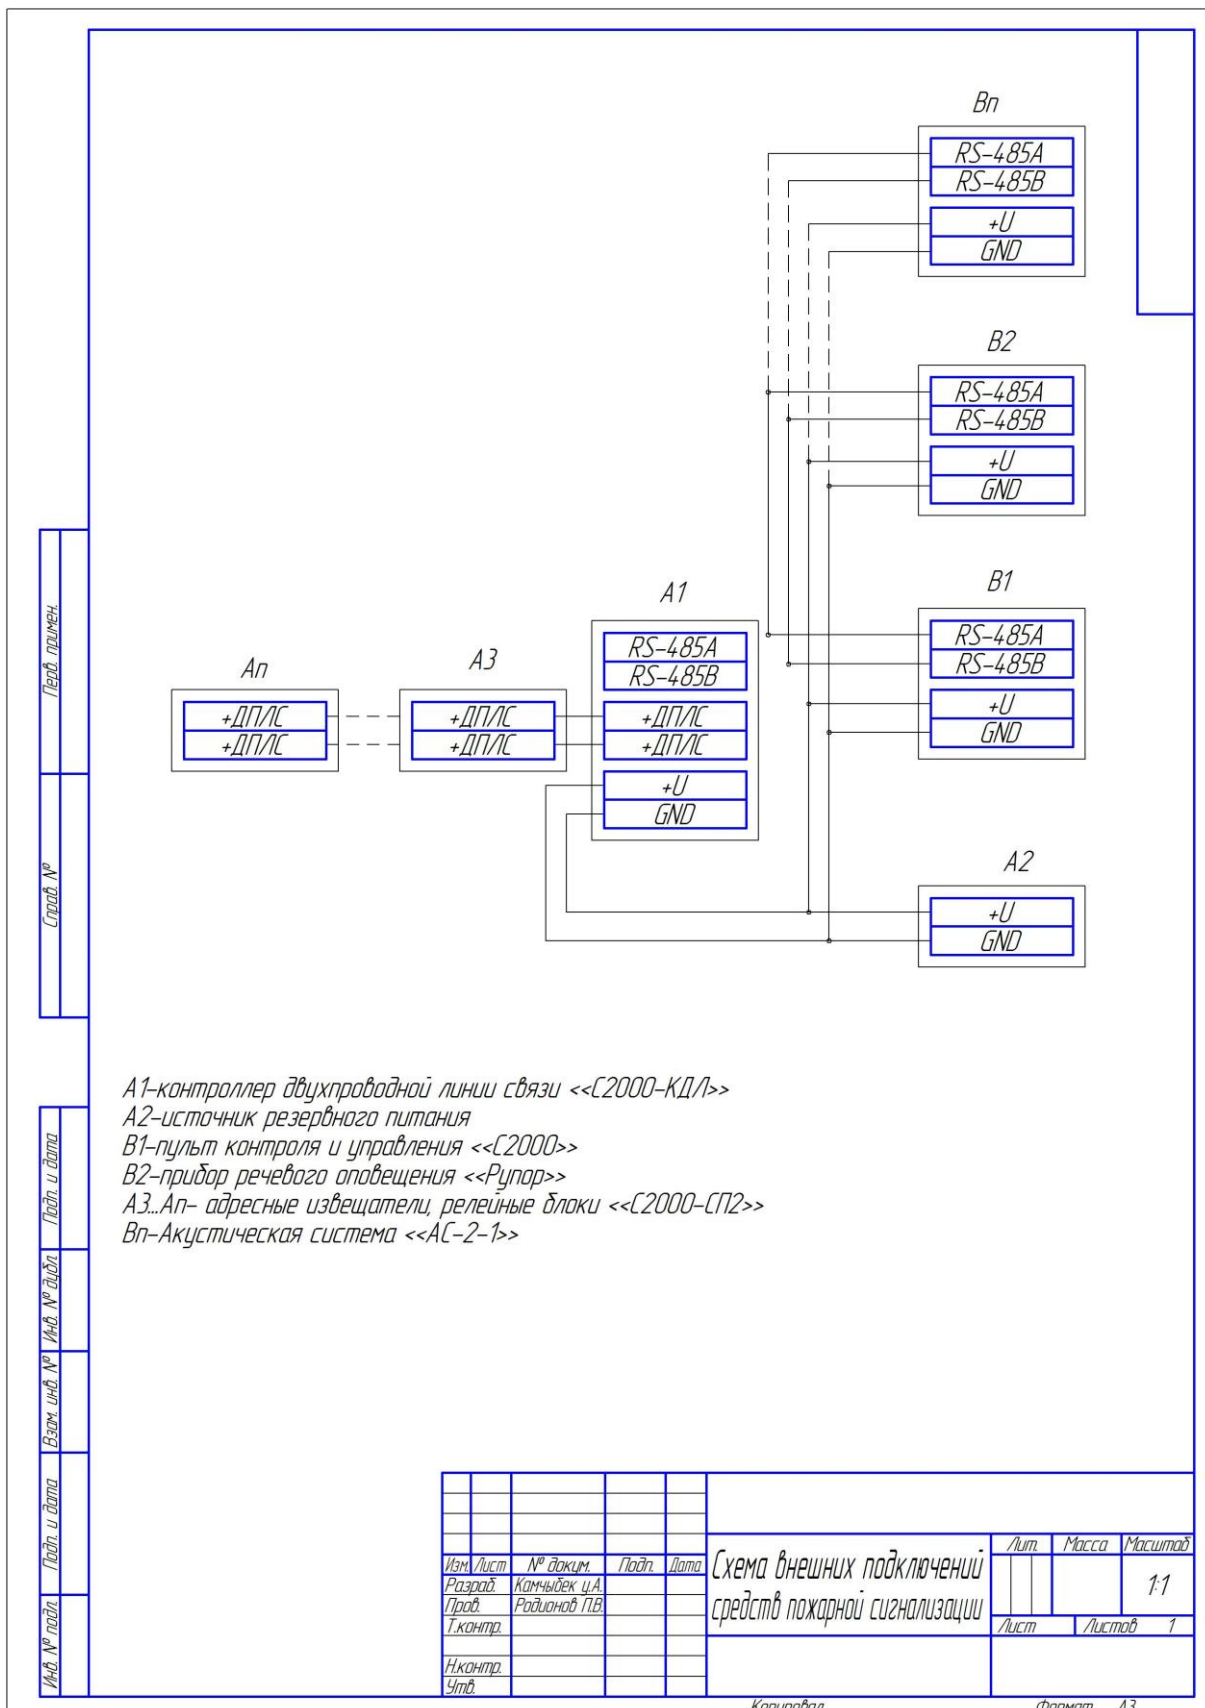 Вn
RS-485A
RS-485B
+U
GND
В2
RS-485A
RS-485B
+U
GND
В1
RS-485A
RS-485B
+U
GND
А1
RS-485A
RS-485B
+ДПЛС
+ДПЛС
+U
GND
А3
+ДПЛС
+ДПЛС
Аn
+ДПЛС
+ДПЛС
А2
+U
GND
А1-контроллер двухпроводной линии связи <<С2000-КДЛ>>
А2-источник резервного питания
В1-пульт контроля и управления <<С2000>>
В2-прибор речевого оповещения <<Рупор>>
А3...Аn- адресные извещатели, релейные блоки <<С2000-СП2>>
Вn-Акустическая система <<АС-2-1>>
Перв. примен.
Справ. №
Подп. и дата
Инв. № дубл.
Взам. инв. №
Подп. и дата
Инв. № подл.
Изм. Лист № докум. Подп. Дата
Разраб. Камчыбек у.А.
Пров. Родионов П.В.
Т.контр.
Н.контр.
Утв.
Схема внешних подключений
средств пожарной сигнализации
Лит. Масса Масштаб
1:1
Лист Листов 1
Копировал Формат А3